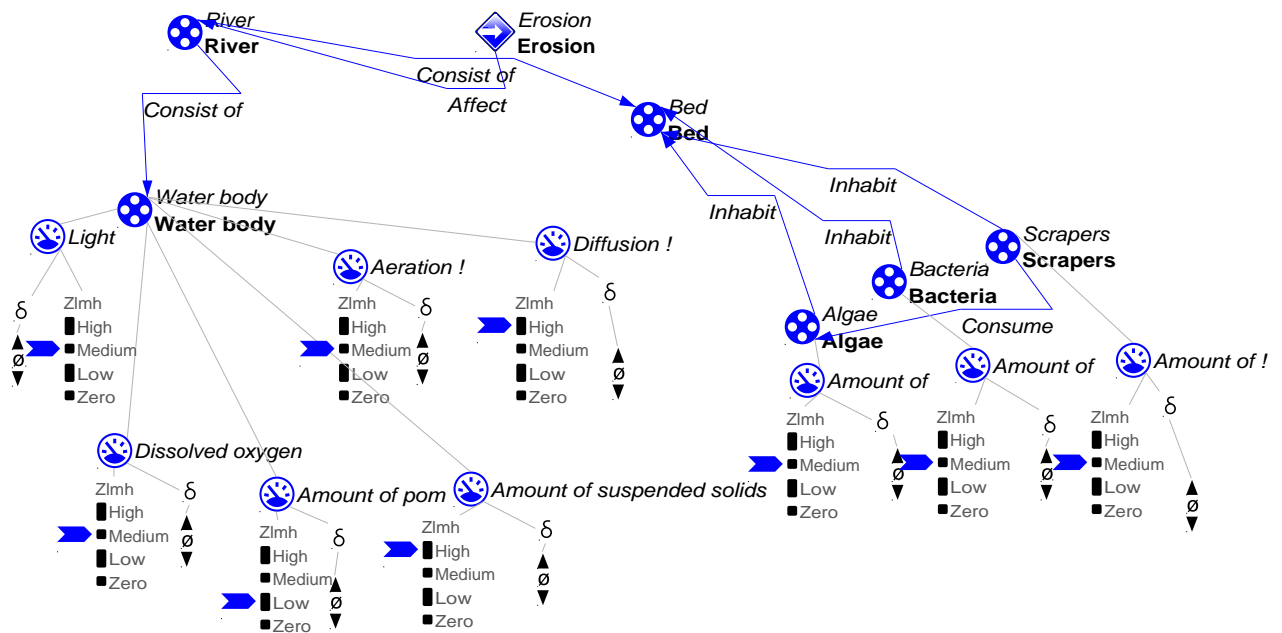 River
River
Erosion
Erosion
Consist of
Affect
Consist of
Bed
Bed
Inhabit
Inhabit
Inhabit
Water body
Water body
Light
Aeration !
Diffusion !
Scrapers
Scrapers
Bacteria
Bacteria
Algae
Algae
Consume
δ
ø
Zlmh
High
Medium
Low
Zero
Zlmh
High
Medium
Low
Zero
δ
ø
Zlmh
High
Medium
Low
Zero
δ
ø
Amount of
Zlmh
High
Medium
Low
Zero
δ
ø
Amount of
Zlmh
High
Medium
Low
Zero
δ
ø
Amount of !
Zlmh
High
Medium
Low
Zero
δ
ø
Dissolved oxygen
Zlmh
High
Medium
Low
Zero
δ
ø
Amount of pom
Zlmh
High
Medium
Low
Zero
δ
ø
Amount of suspended solids
Zlmh
High
Medium
Low
Zero
δ
ø